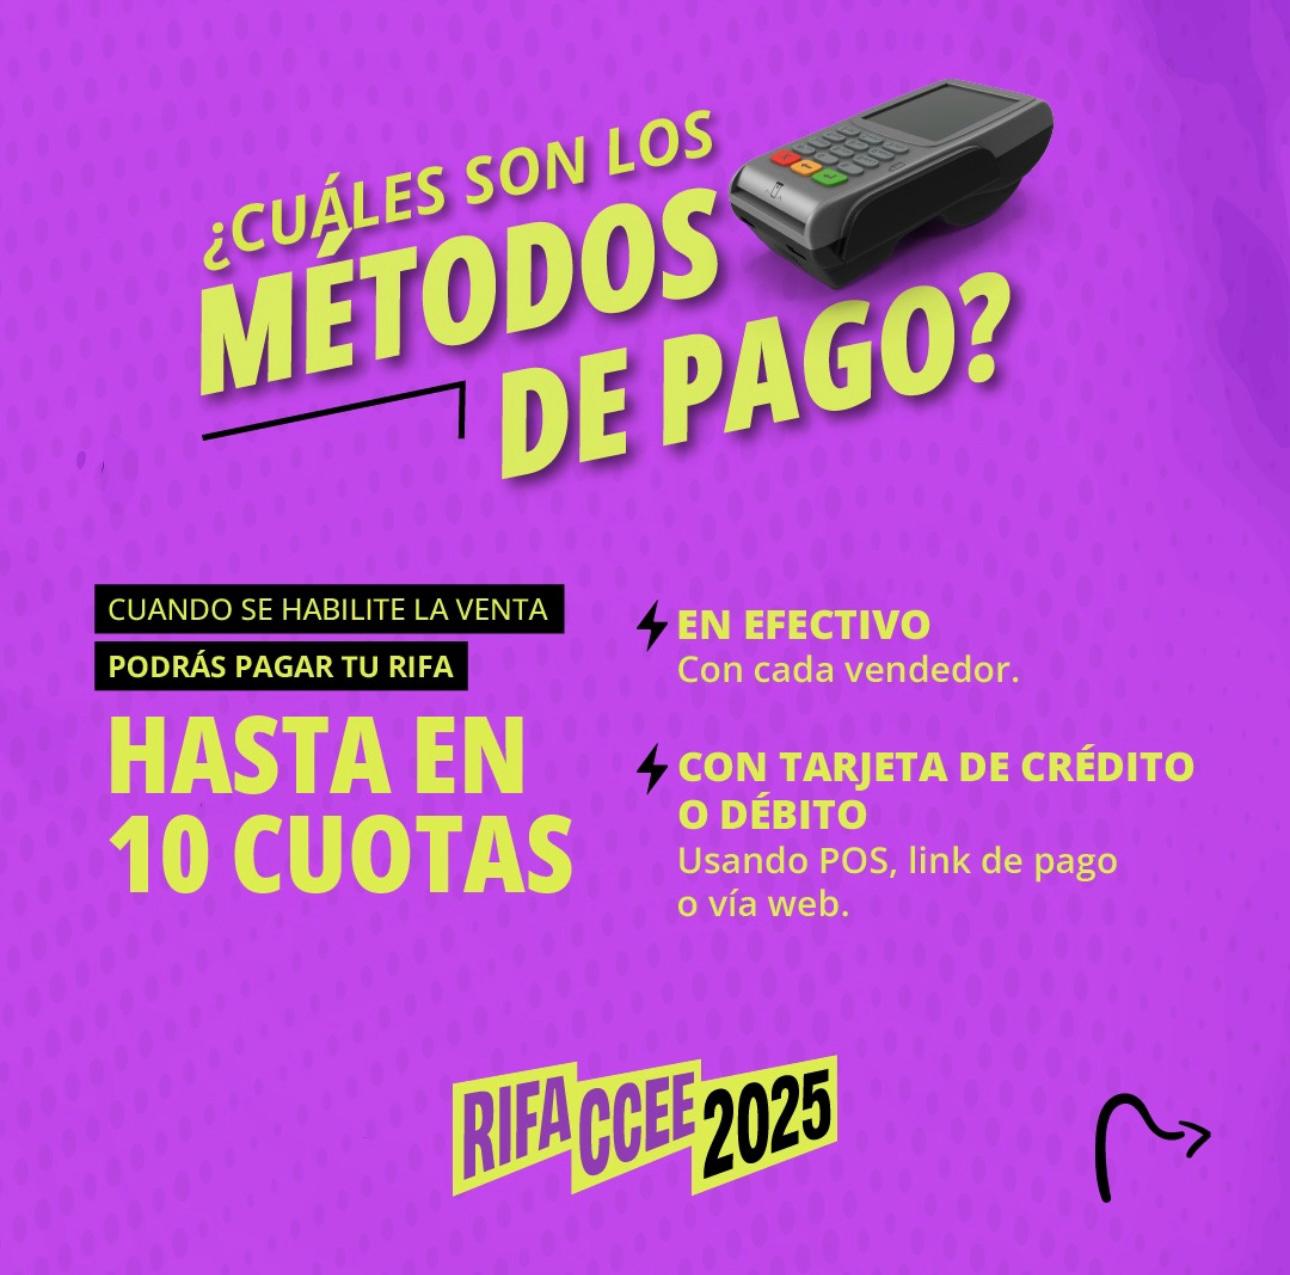 ¿CUÁLES SON LOS
MÉTODOS
DE PAGO?
CUANDO SE HABILITE LA VENTA
PODRÁS PAGAR TU RIFA
HASTA EN
10 CUOTAS
EN EFECTIVO
Con cada vendedor.
CON TARJETA DE CRÉDITO
O DÉBITO
Usando POS, link de pago
o vía web.
RIFA CCEE 2025